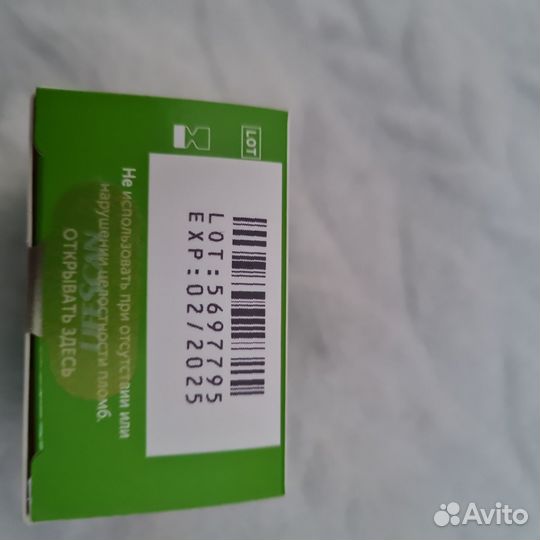 LOT
LOT:5697795
EXP:02/2025
Не использовать при отсутствии или
нарушении целостности пломб.
ОТКРЫВАТЬ ЗДЕСЬ
Avito